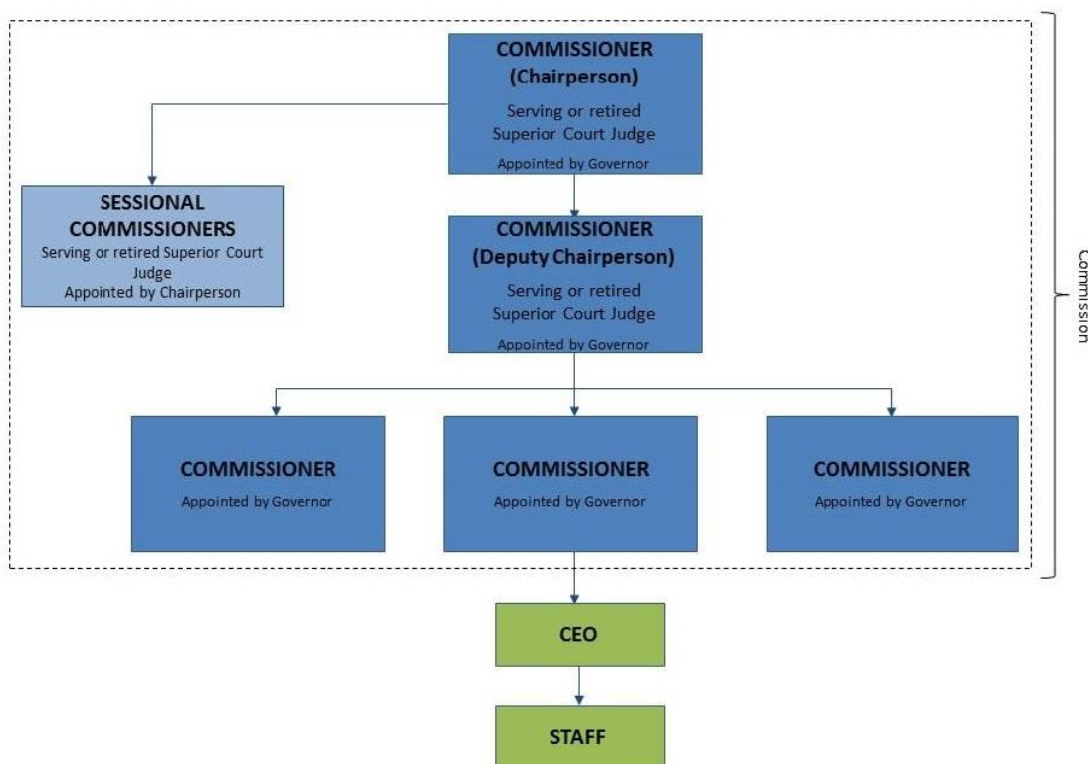 COMMISSIONER
(Chairperson)
Serving or retired
Superior Court Judge
Appointed by Governor
SESSIONAL
COMMISSIONERS
Serving or retired Superior Court
Judge
Appointed by Chairperson
COMMISSIONER
(Deputy Chairperson)
Serving or retired
Superior Court Judge
Appointed by Governor
Commission
COMMISSIONER
Appointed by Governor
COMMISSIONER
Appointed by Governor
COMMISSIONER
Appointed by Governor
CEO
STAFF